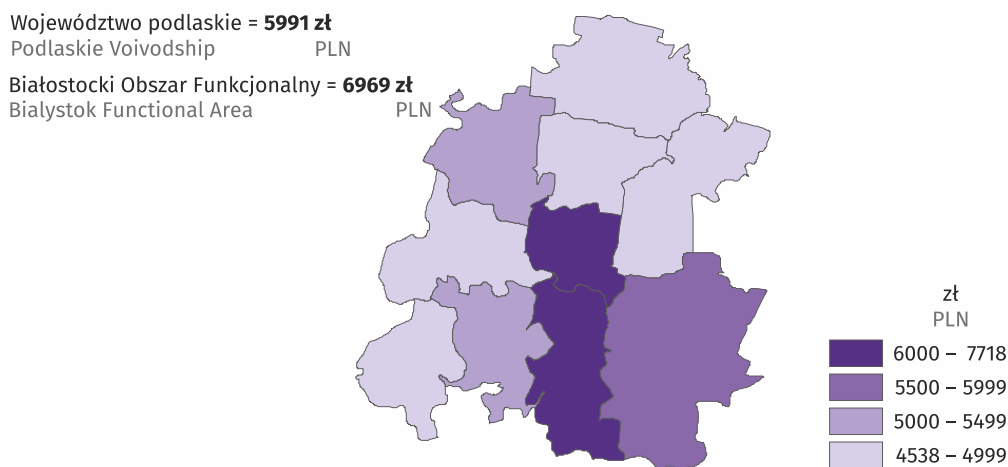 Województwo podlaskie = 5991 zł
Podlaskie Voivodship PLN
Białostocki Obszar Funkcjonalny = 6969 zł
Bialystok Functional Area PLN
zł
PLN
6000 – 7718
5500 – 5999
5000 – 5499
4538 – 4999